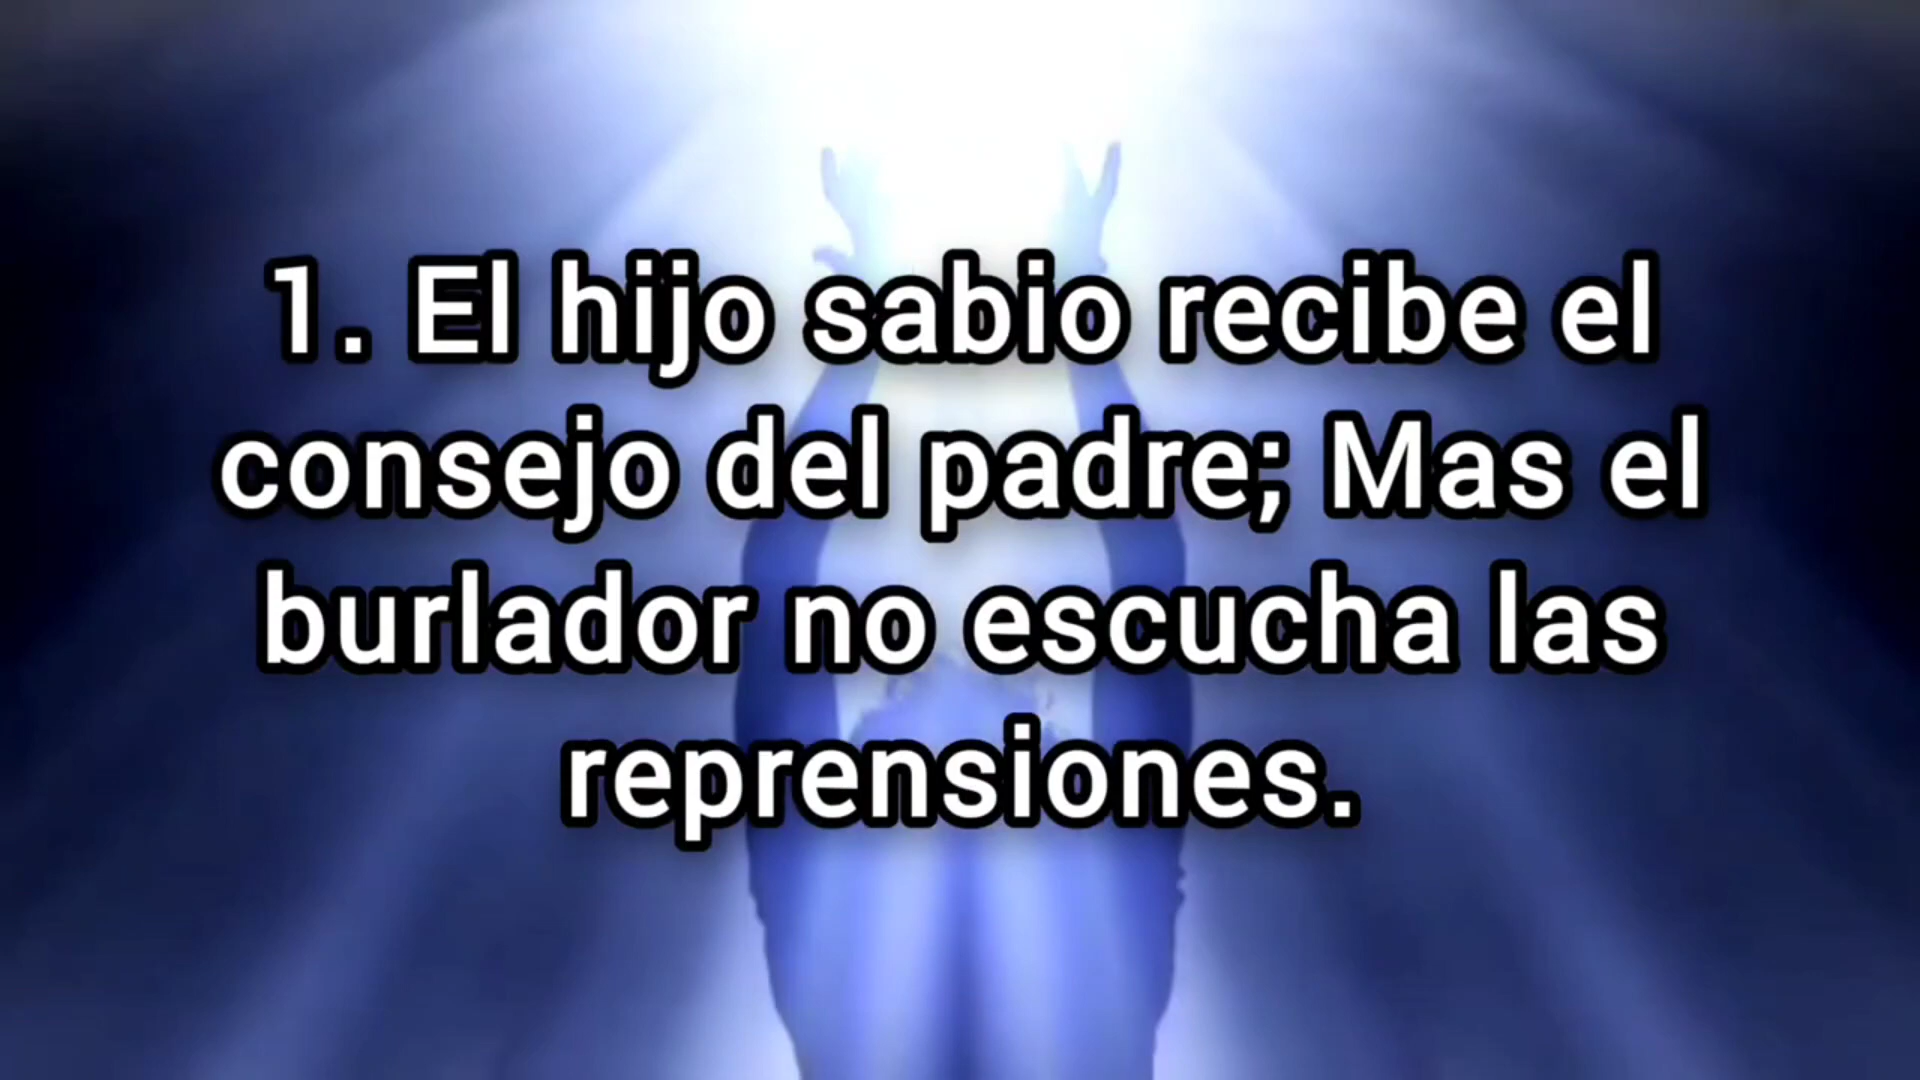 1. El hijo sabio recibe el
consejo del padre; Mas el
burlador no escucha las
reprensiones.